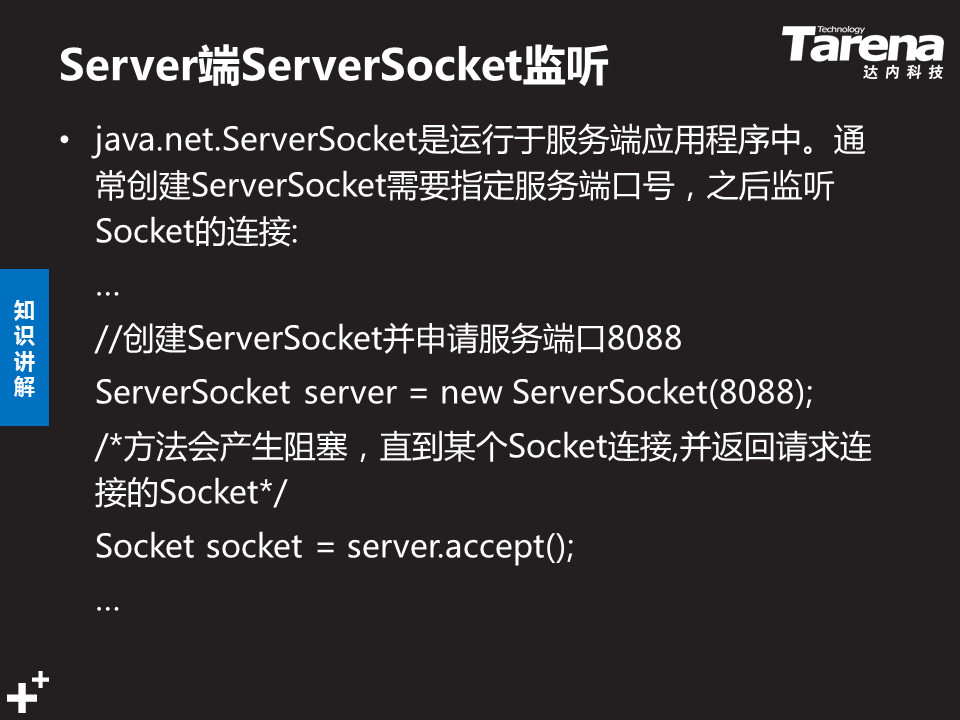 Server端ServerSocket监听
Technology
Tarena
达内科技
• java.net.ServerSocket是运行于服务端应用程序中。通
常创建ServerSocket需要指定服务端口号，之后监听
Socket的连接:
…
//创建ServerSocket并申请服务端口8088
ServerSocket server = new ServerSocket(8088);
/*方法会产生阻塞，直到某个Socket连接,并返回请求连
接的Socket*/
Socket socket = server.accept();
…
知
识
讲
解